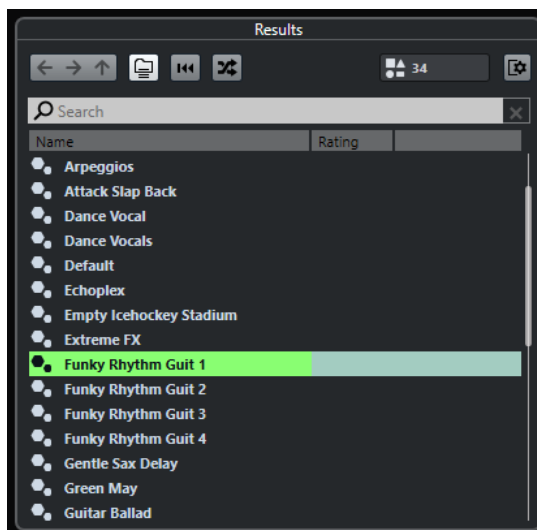 Results
34
Search
Name Rating
Arpeggios
Attack Slap Back
Dance Vocal
Dance Vocals
Default
Echoplex
Empty Icehockey Stadium
Extreme FX
Funky Rhythm Guit 1
Funky Rhythm Guit 2
Funky Rhythm Guit 3
Funky Rhythm Guit 4
Gentle Sax Delay
Green May
Guitar Ballad